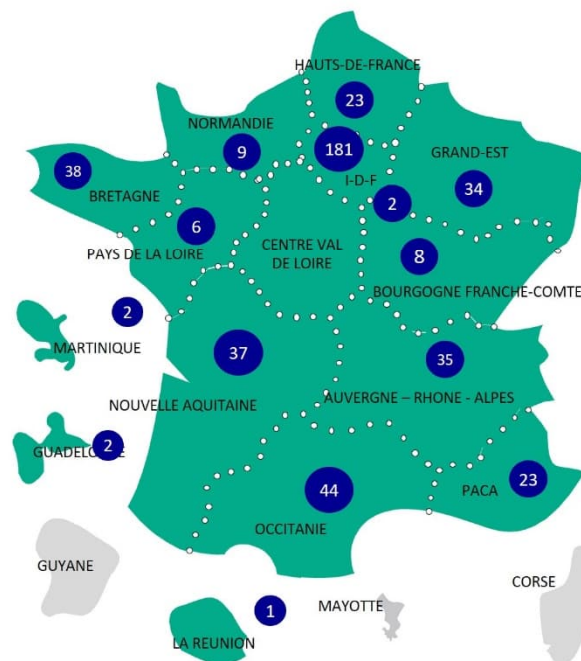 HAUTS-DE-FRANCE
23
NORMANDIE
9
181
I-D-F
GRAND-EST
34
38
BRETAGNE
2
6
PAYS DE LA LOIRE
CENTRE VAL
DE LOIRE
8
BOURGOGNE FRANCHE-COMTE
2
MARTINIQUE
37
35
NOUVELLE AQUITAINE
AUVERGNE – RHONE - ALPES
2
44
23
PACA
OCCITANIE
GUYANE
CORSE
MAYOTTE
1
LA REUNION